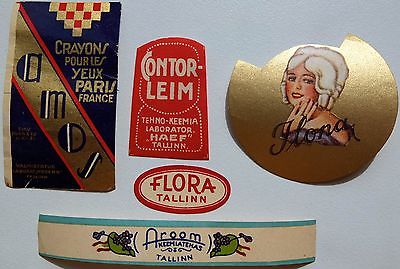 CRAYONS
POUR LES
YEUX
PARIS
FRANCE
AMOS
CONTOR-
LEIM
TEHNO-KEEMIA
LABORATOR.
"HAEF"
TALLINN.
Flora
FLORA
TALLINN
Aroom
KEEMIATEHAS
O&G
TALLINN